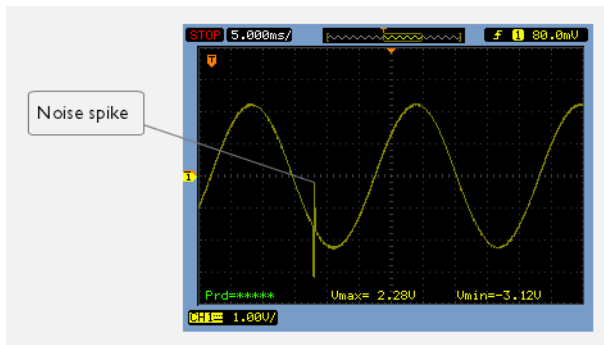 STOP 5.000ms/ T 1 80.0mV
T
Noise spike
1
Prd=***** Vmax= 2.28V Vmin=-3.12V
CH1 1.00V/